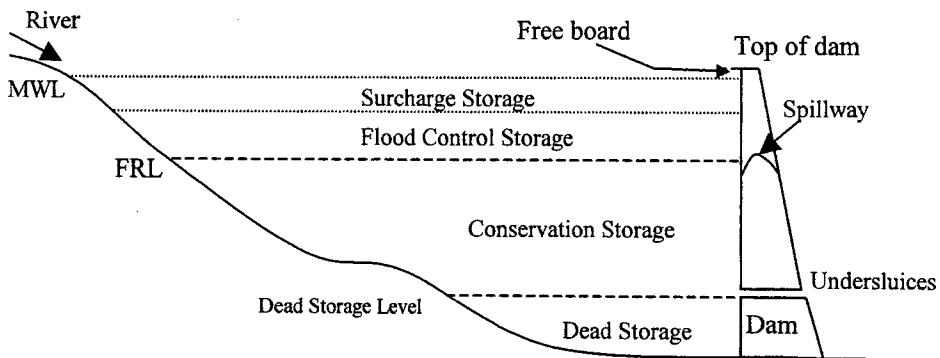 River
Free board
Top of dam
MWL
Surcharge Storage
Spillway
Flood Control Storage
FRL
Conservation Storage
Undersluices
Dead Storage Level
Dead Storage
Dam